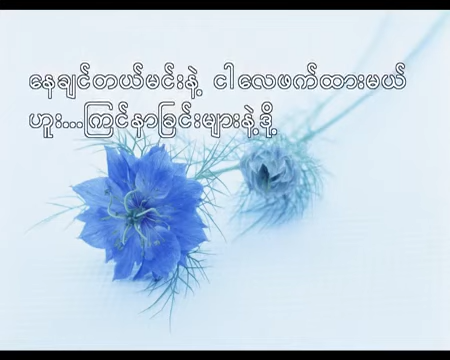 နေချင်တယ်မင်းနဲ့ ငါလေဖက်ထားမယ်
ဟူး...ကြင်နာခြင်းများနဲ့ဒို့